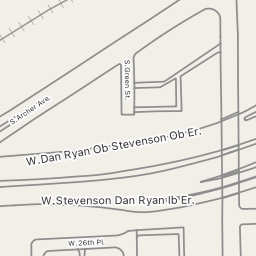 S. Green St.
S. Archer Ave.
W. Dan Ryan Ob Stevenson Ob Er.
W. Stevenson Dan Ryan Ib Er.
W. 26th Pl.